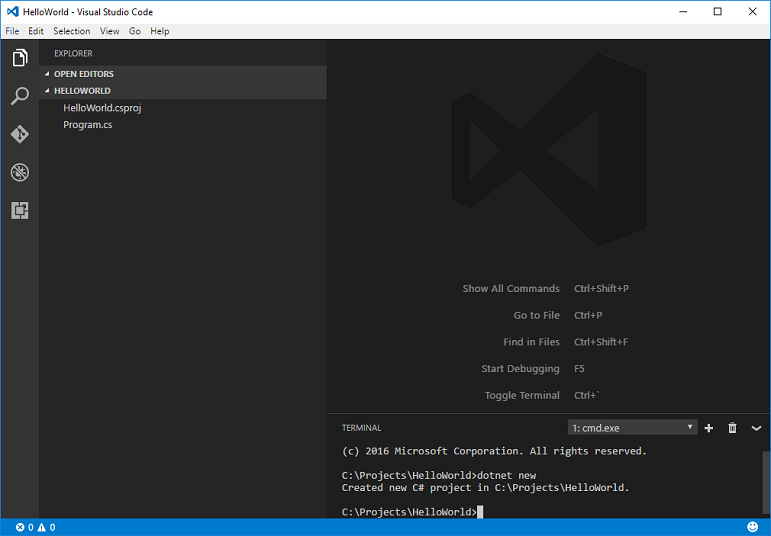 HelloWorld - Visual Studio Code
File Edit Selection View Go Help
EXPLORER
OPEN EDITORS
HELLOWORLD
HelloWorld.csproj
Program.cs
Show All Commands Ctrl+Shift+P
Go to File Ctrl+P
Find in Files Ctrl+Shift+F
Start Debugging F5
Toggle Terminal Ctrl+`
TERMINAL 1: cmd.exe
(c) 2016 Microsoft Corporation. All rights reserved.
C:\Projects\HelloWorld>dotnet new
Created new C# project in C:\Projects\HelloWorld.
C:\Projects\HelloWorld>
0 0